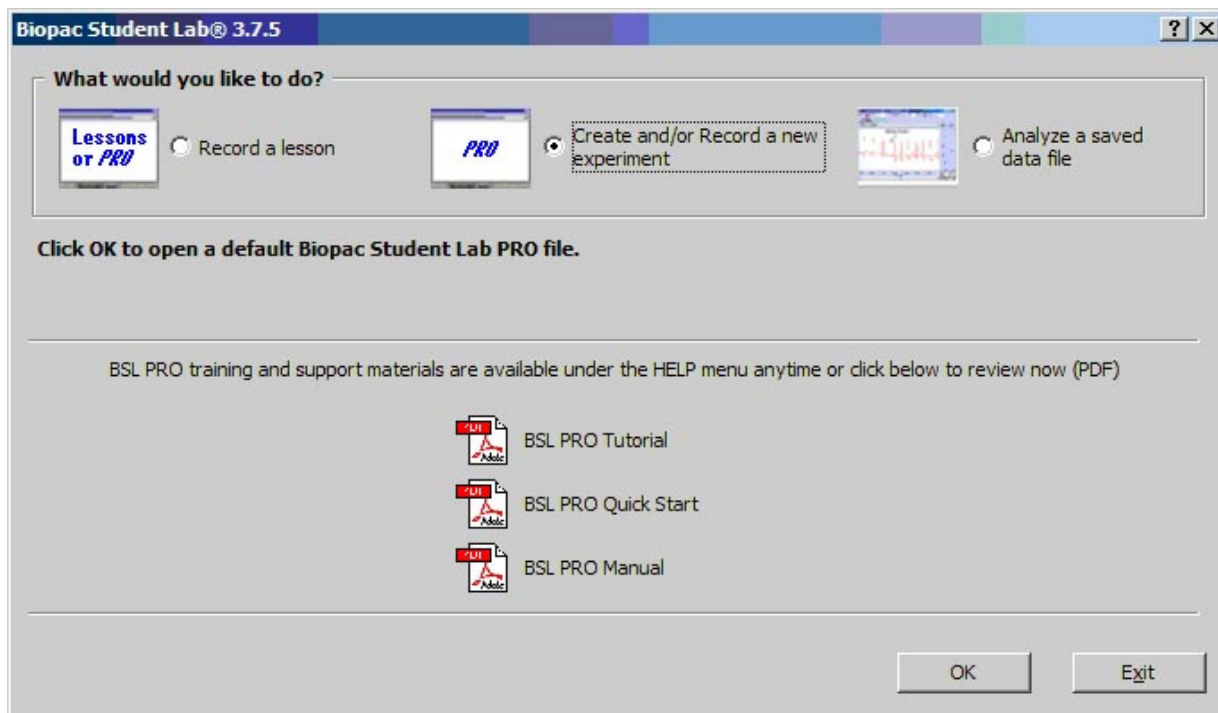 Biopac Student Lab® 3.7.5
What would you like to do?
Lessons
or PRO
Record a lesson
PRO
Create and/or Record a new
experiment
Analyze a saved
data file
Click OK to open a default Biopac Student Lab PRO file.
BSL PRO training and support materials are available under the HELP menu anytime or click below to review now (PDF)
Adobe
BSL PRO Tutorial
Adobe
BSL PRO Quick Start
Adobe
BSL PRO Manual
OK
Exit